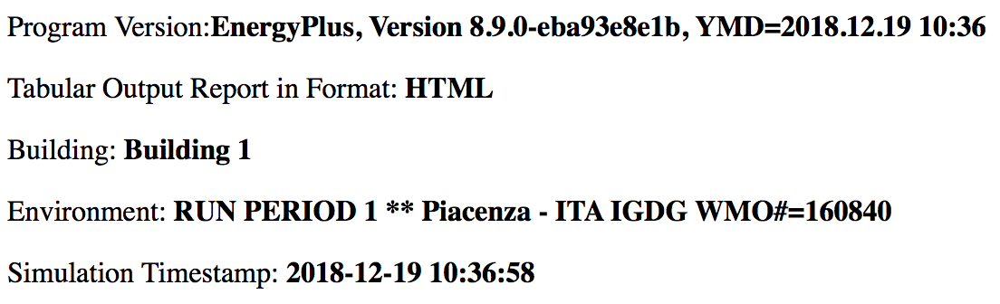 Program Version:EnergyPlus, Version 8.9.0-eba93e8e1b, YMD=2018.12.19 10:36
Tabular Output Report in Format: HTML
Building: Building 1
Environment: RUN PERIOD 1 ** Piacenza - ITA IGDG WMO#=160840
Simulation Timestamp: 2018-12-19 10:36:58